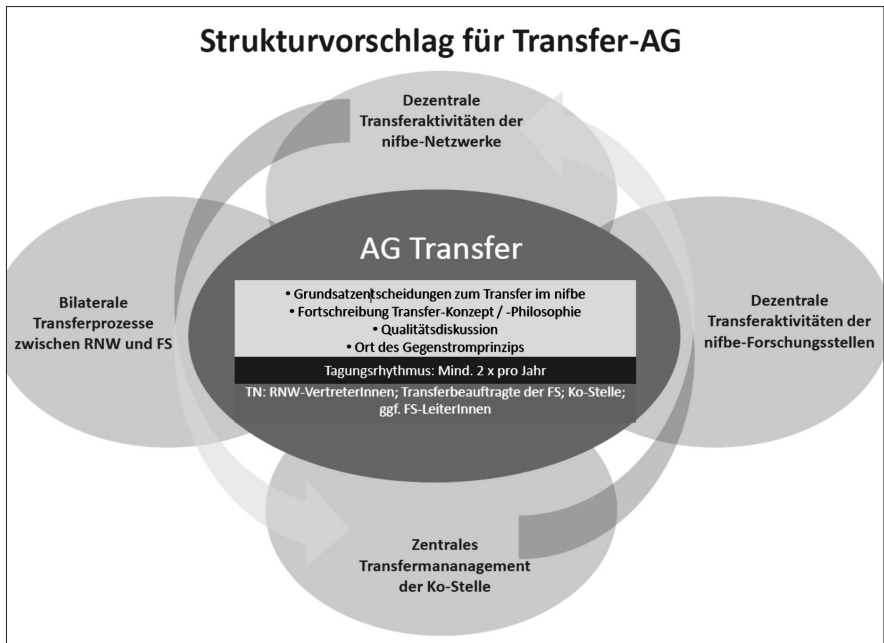 Strukturvorschlag für Transfer-AG
Dezentrale
Transferaktivitäten der
nifbe-Netzwerke
AG Transfer
• Grundsatzentscheidungen zum Transfer im nifbe
• Fortschreibung Transfer-Konzept / -Philosophie
• Qualitätsdiskussion
• Ort des Gegenstromprinzips
Tagungsrhythmus: Mind. 2 x pro Jahr
TN: RNW-VertreterInnen; Transferbeauftragte der FS; Ko-Stelle;
ggf. FS-LeiterInnen
Bilaterale
Transferprozesse
zwischen RNW und FS
Dezentrale
Transferaktivitäten der
nifbe-Forschungsstellen
Zentrales
Transfermananagement
der Ko-Stelle